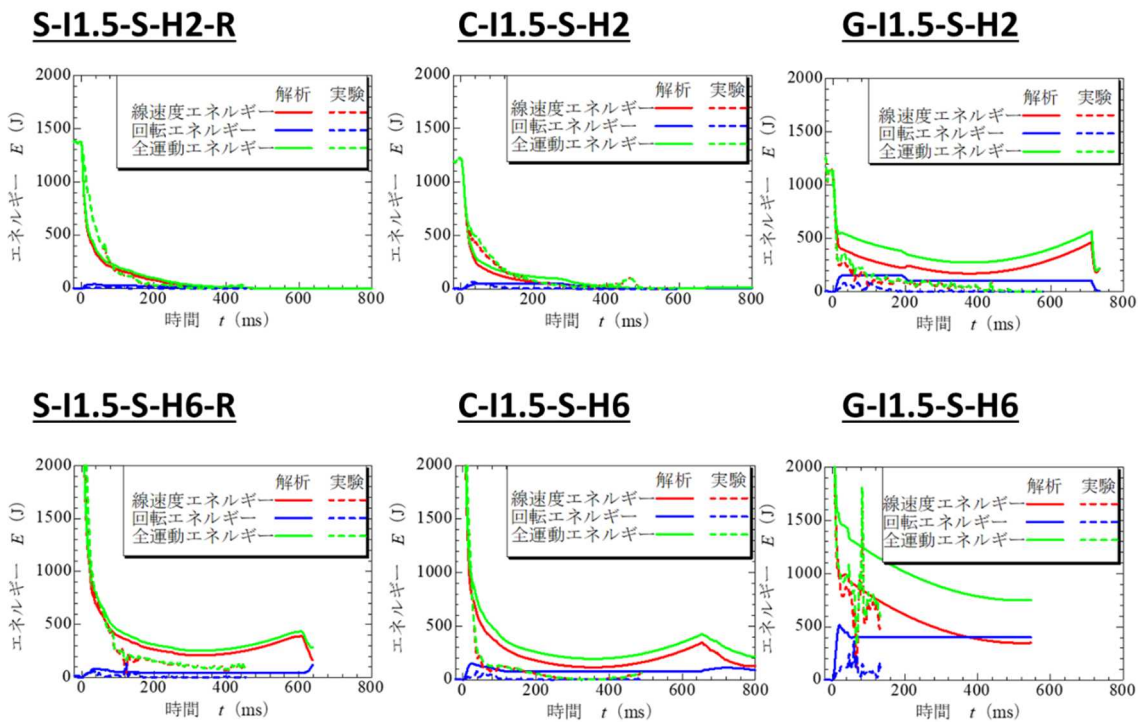 S-I1.5-S-H2-R
C-I1.5-S-H2
G-I1.5-S-H2
2000
1500
1000
500
0
エネルギー E (J)
解析 実験
線速度エネルギー
回転エネルギー
全運動エネルギー
0 200 400 600 800
時間 t (ms)
2000
1500
1000
500
0
エネルギー E (J)
解析 実験
線速度エネルギー
回転エネルギー
全運動エネルギー
0 200 400 600 800
時間 t (ms)
2000
1500
1000
500
0
エネルギー E (J)
解析 実験
線速度エネルギー
回転エネルギー
全運動エネルギー
0 200 400 600 800
時間 t (ms)
S-I1.5-S-H6-R
C-I1.5-S-H6
G-I1.5-S-H6
2000
1500
1000
500
0
エネルギー E (J)
解析 実験
線速度エネルギー
回転エネルギー
全運動エネルギー
0 200 400 600 800
時間 t (ms)
2000
1500
1000
500
0
エネルギー E (J)
解析 実験
線速度エネルギー
回転エネルギー
全運動エネルギー
0 200 400 600 800
時間 t (ms)
2000
1500
1000
500
0
エネルギー E (J)
解析 実験
線速度エネルギー
回転エネルギー
全運動エネルギー
0 200 400 600 800
時間 t (ms)